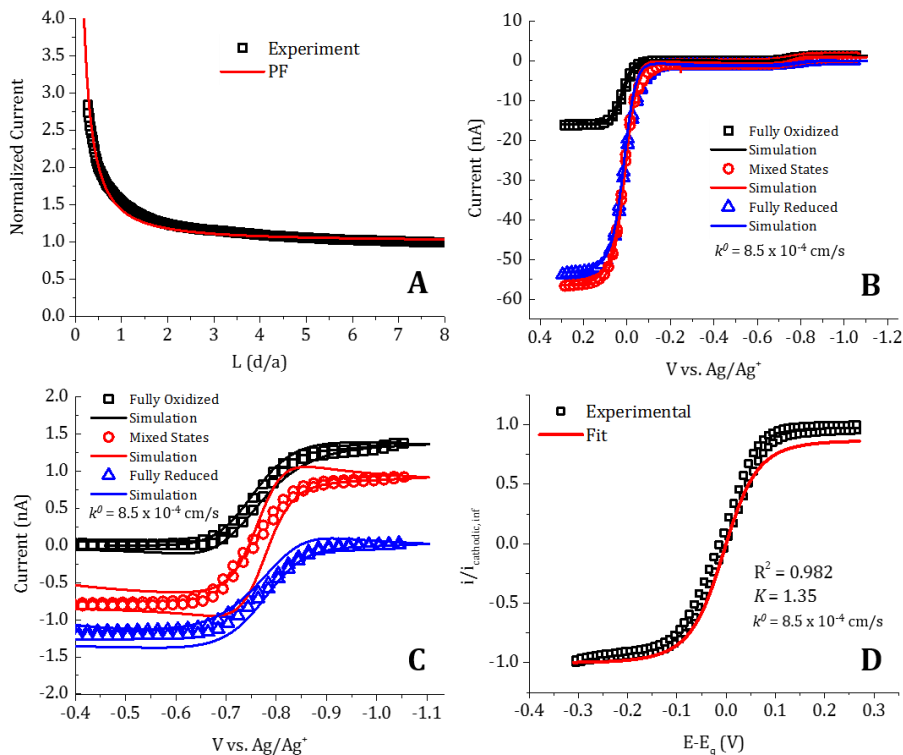 4.0
3.5
3.0
2.5
2.0
1.5
1.0
0.5
0.0
Normalized Current
Experiment
PF
A
0 1 2 3 4 5 6 7 8
L (d/a)
10
0
-10
-20
-30
-40
-50
-60
Current (nA)
Fully Oxidized
Simulation
Mixed States
Simulation
Fully Reduced
Simulation
k⁰ = 8.5 x 10⁻⁴ cm/s
B
0.4 0.2 0.0 -0.2 -0.4 -0.6 -0.8 -1.0 -1.2
V vs. Ag/Ag⁺
2.0
1.5
1.0
0.5
0.0
-0.5
-1.0
-1.5
-2.0
Current (nA)
Fully Oxidized
Simulation
Mixed States
Simulation
Fully Reduced
Simulation
k⁰ = 8.5 x 10⁻⁴ cm/s
C
-0.4 -0.5 -0.6 -0.7 -0.8 -0.9 -1.0 -1.1
V vs. Ag/Ag⁺
1.0
0.5
0.0
-0.5
-1.0
i/i cathodic, inf
Experimental
Fit
R² = 0.982
K = 1.35
k⁰ = 8.5 x 10⁻⁴ cm/s
D
-0.3 -0.2 -0.1 0.0 0.1 0.2 0.3